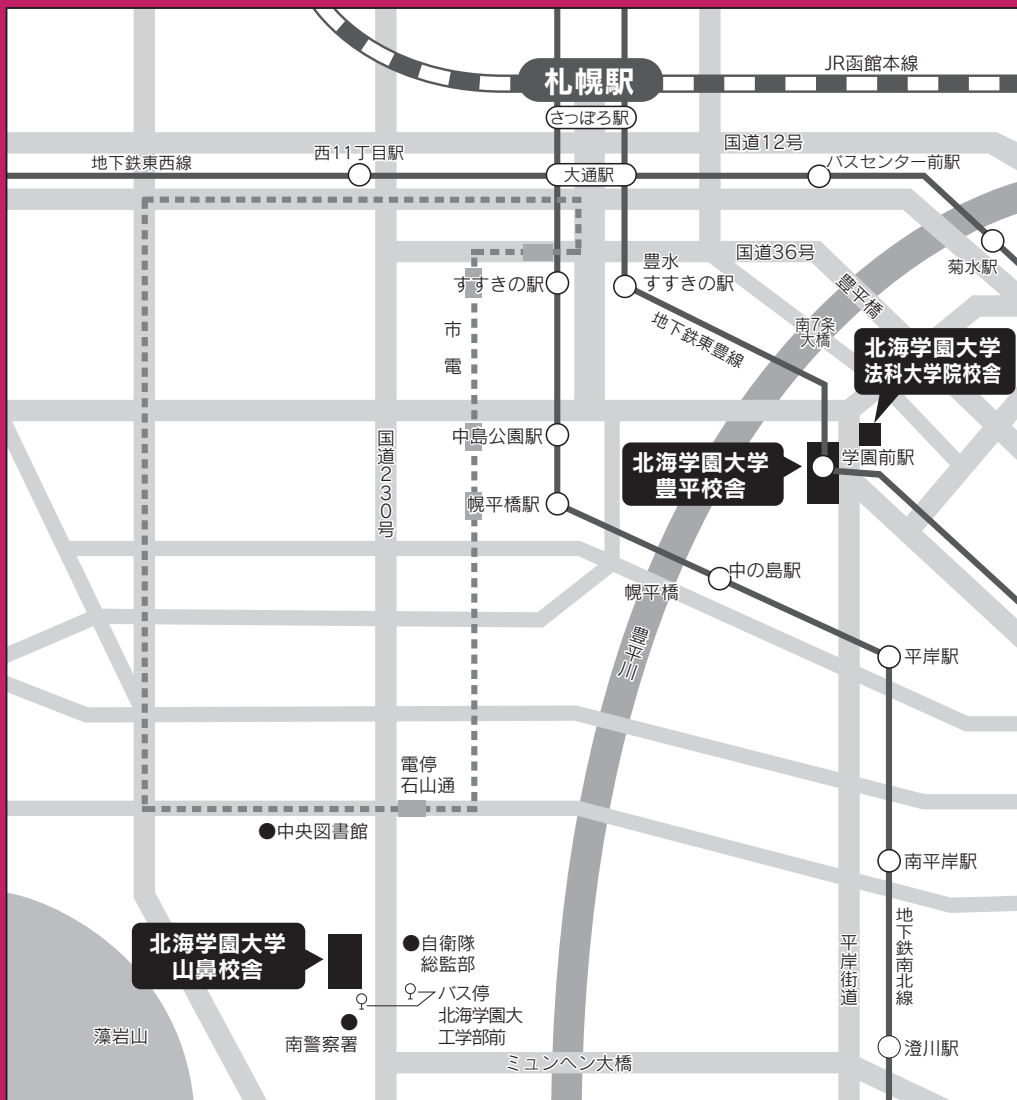 JR函館本線
札幌駅
さっぽろ駅
国道12号
地下鉄東西線
西11丁目駅
大通駅
バスセンター前駅
国道36号
菊水駅
豊水
すすきの駅
すすきの駅
豊平橋
南7条
大橋
地下鉄東豊線
市電
北海学園大学
法科大学院校舎
中島公園駅
国道230号
学園前駅
北海学園大学
豊平校舎
幌平橋駅
中の島駅
幌平橋
豊平川
平岸駅
電停
石山通
中央図書館
南平岸駅
地下鉄南北線
平岸街道
北海学園大学
山鼻校舎
自衛隊
総監部
バス停
北海学園大
工学部前
南警察署
藻岩山
ミュンヘン大橋
澄川駅